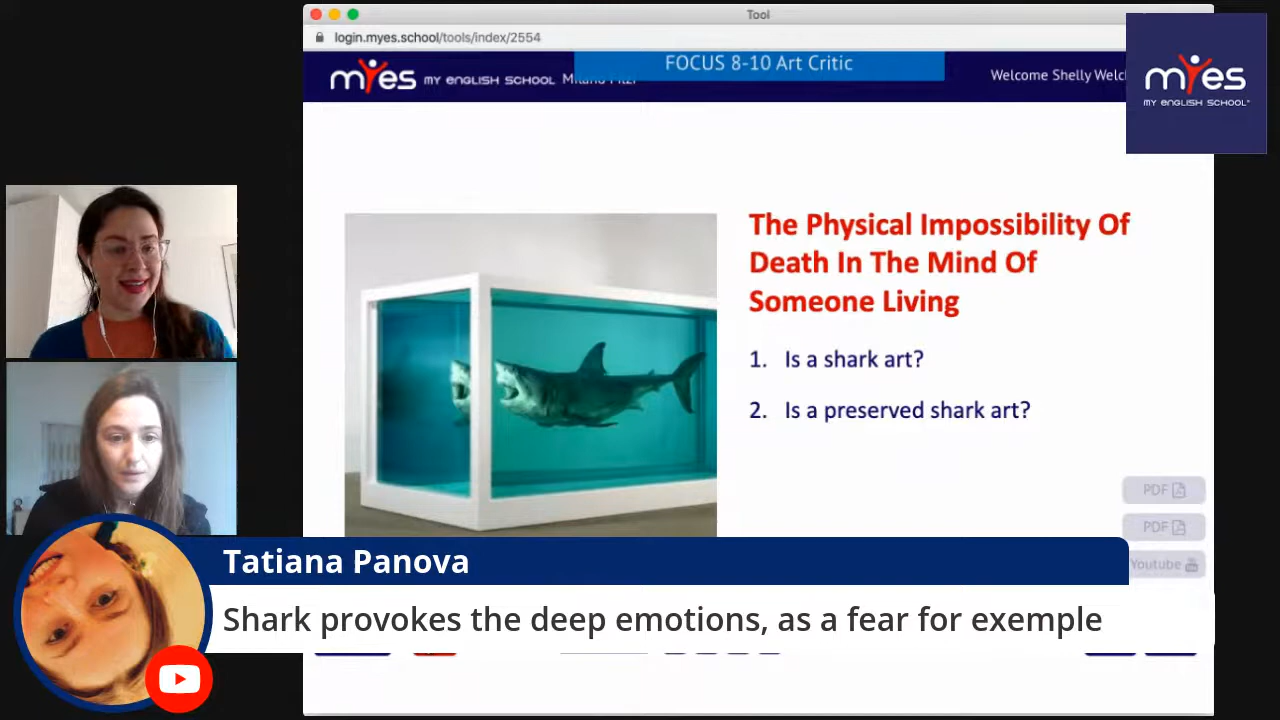 Tool
login.myes.school/tools/index/2554
FOCUS 8-10 Art Critic
myes MY ENGLISH SCHOOL
Welcome Shelly Welch
myes
MY ENGLISH SCHOOL
The Physical Impossibility Of
Death In The Mind Of
Someone Living
1. Is a shark art?
2. Is a preserved shark art?
PDF
PDF
Youtube
Tatiana Panova
Shark provokes the deep emotions, as a fear for exemple